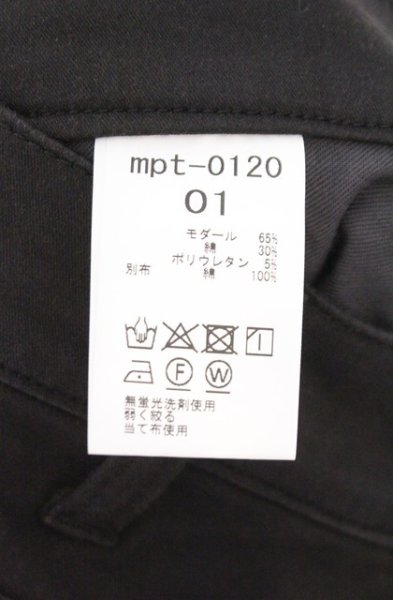 mpt-0120
01
モダール 65%
綿 30%
ポリウレタン 5%
別布 綿 100%
F W
無蛍光洗剤使用
弱く絞る
当て布使用